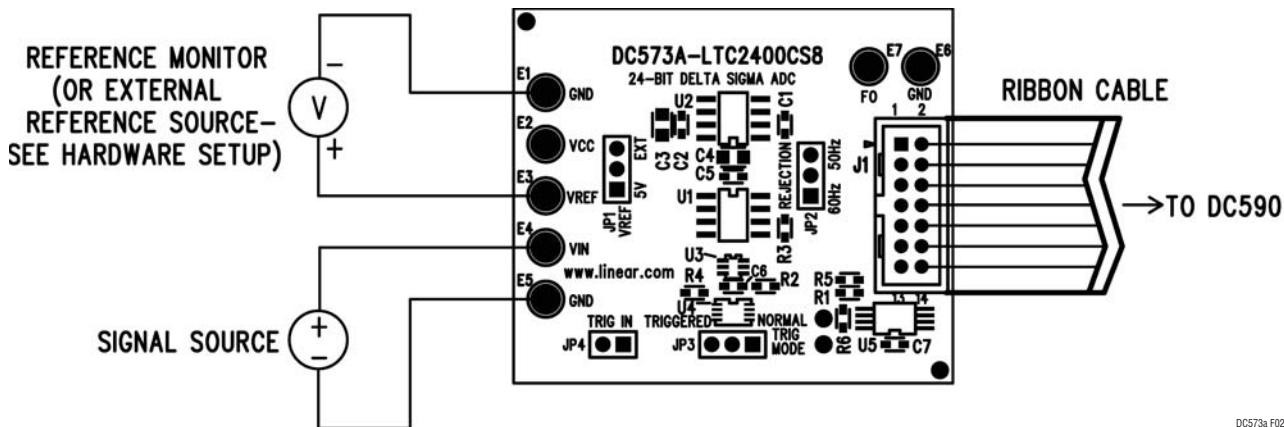 REFERENCE MONITOR
(OR EXTERNAL
REFERENCE SOURCE-
SEE HARDWARE SETUP)
- V +
SIGNAL SOURCE
+ -
E1 GND
E2 VCC
E3 VREF
E4 VIN
E5 GND
DC573A-LTC2400CS8
24-BIT DELTA SIGMA ADC
E7 F0
E6 GND
U2
C1
C3 C2
C4
C5
EXT
5V
JP1
VREF
U1
REJECTION
50Hz
60Hz
JP2
R3
U3
C6
R2
R4
www.linear.com
U4
TRIG IN
JP4
TRIGGERED
NORMAL
JP3
TRIG
MODE
R5
R1
R6
U5
C7
1 2
J1
13 14
RIBBON CABLE
TO DC590
DC573a F02